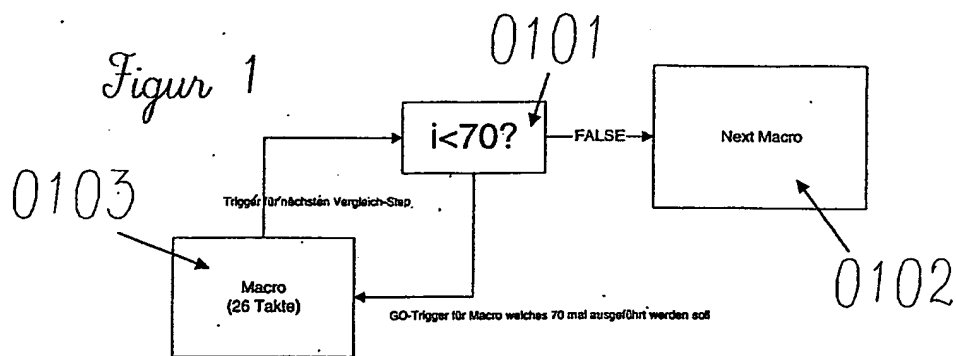 Figur 1
0101
i<70?
FALSE
Next Macro
0103
Trigger für nächsten Vergleich-Step
Macro
(26 Takte)
0102
GO-Trigger für Macro welches 70 mal ausgeführt werden soll